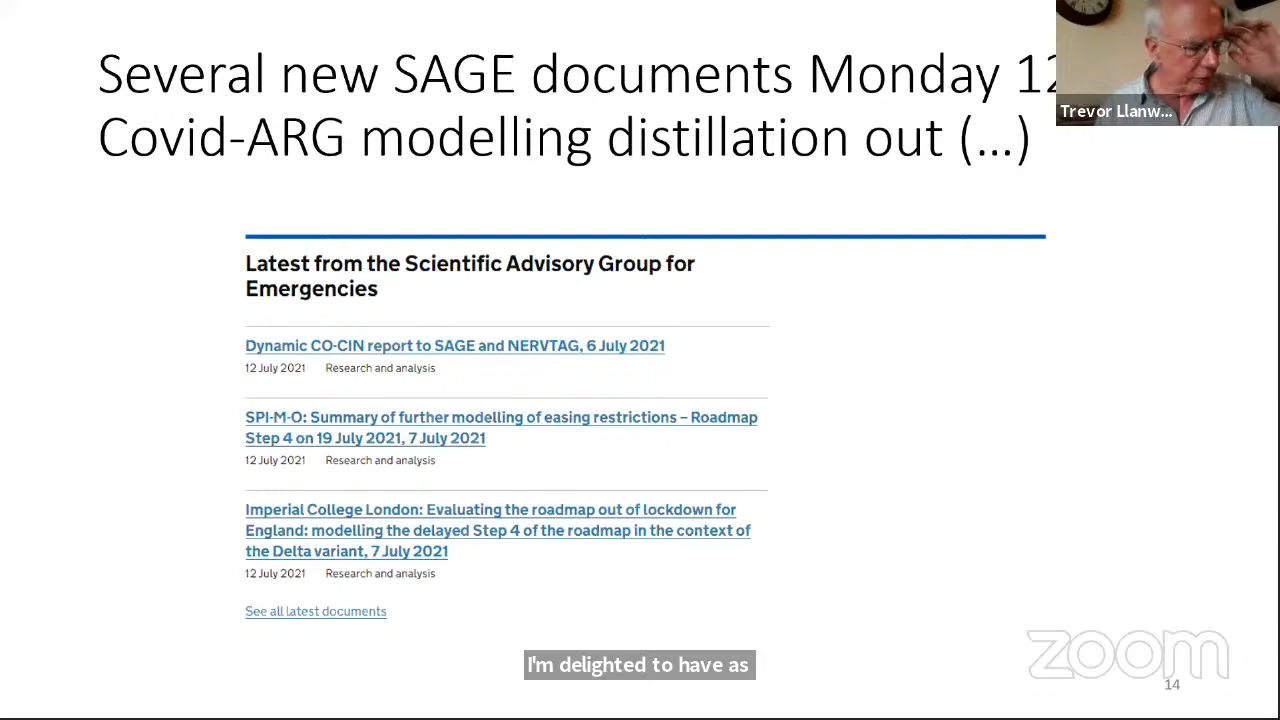 Several new SAGE documents Monday 12
Covid-ARG modelling distillation out (...)
Trevor Llanw...
Latest from the Scientific Advisory Group for
Emergencies
Dynamic CO-CIN report to SAGE and NERVTAG, 6 July 2021
12 July 2021 Research and analysis
SPI-M-O: Summary of further modelling of easing restrictions – Roadmap
Step 4 on 19 July 2021, 7 July 2021
12 July 2021 Research and analysis
Imperial College London: Evaluating the roadmap out of lockdown for
England: modelling the delayed Step 4 of the roadmap in the context of
the Delta variant, 7 July 2021
12 July 2021 Research and analysis
See all latest documents
I'm delighted to have as
zoom
14